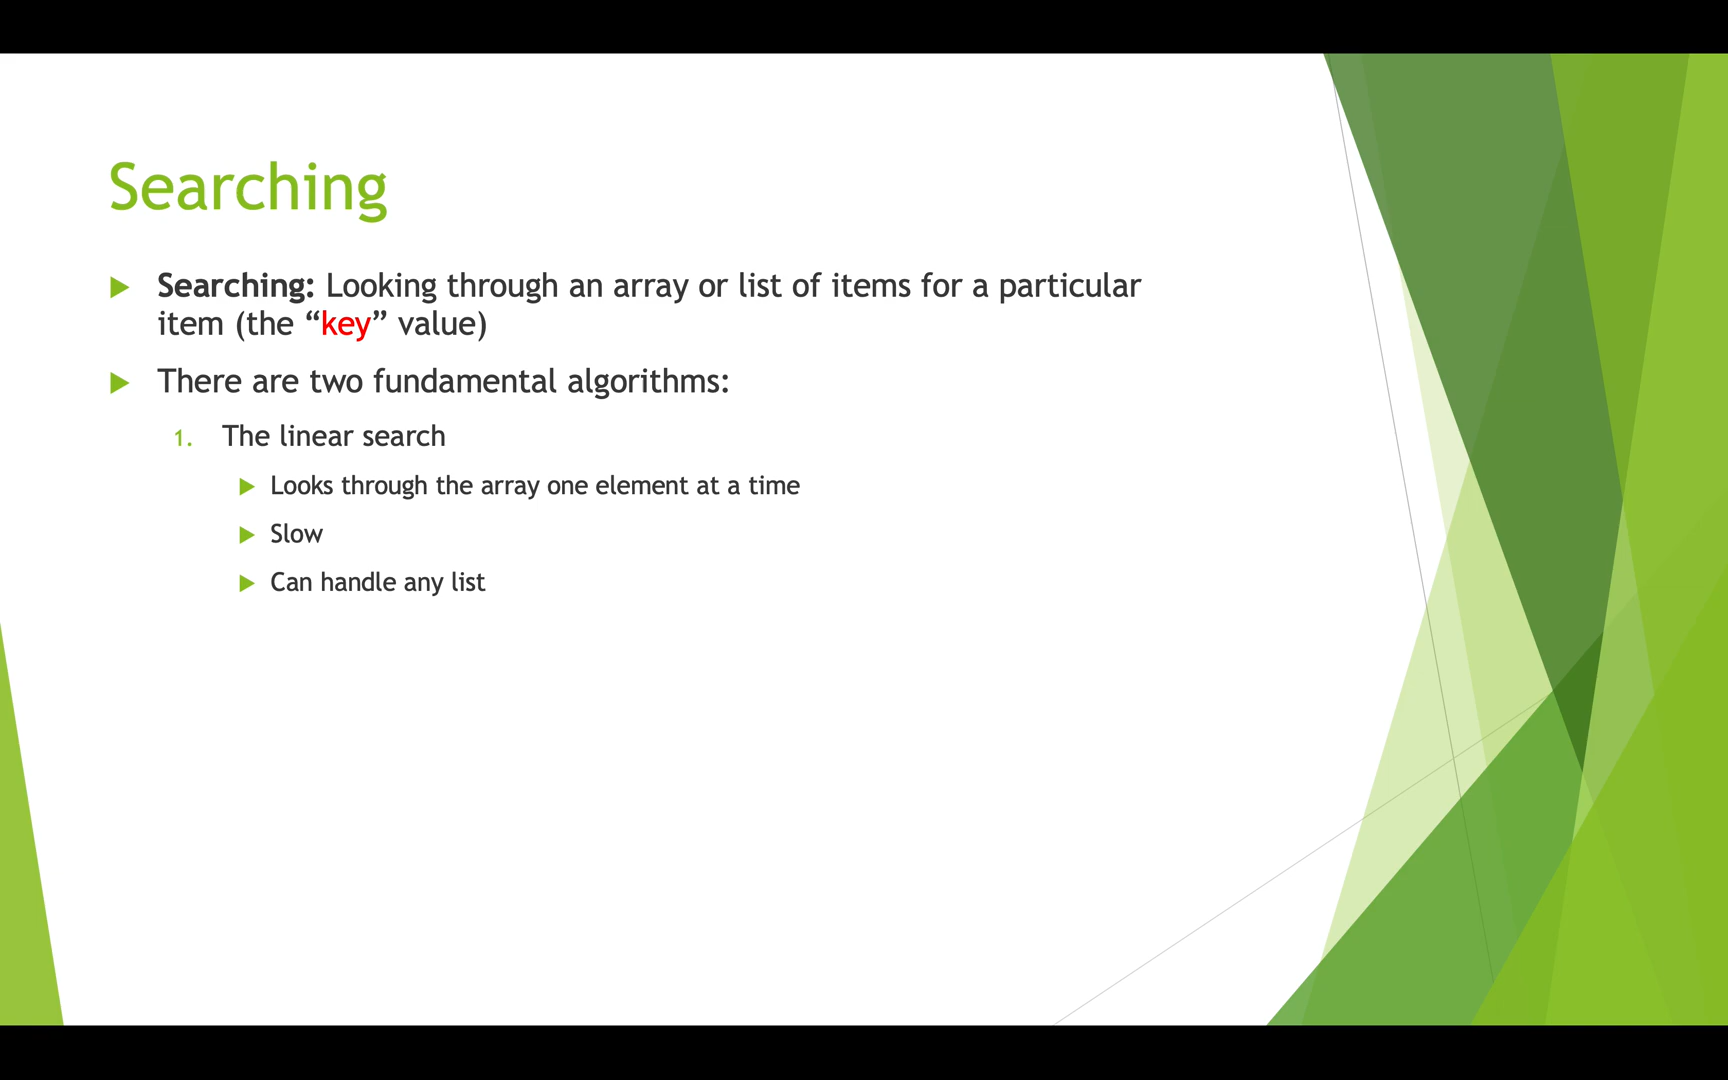 Searching
Searching: Looking through an array or list of items for a particular
item (the “key” value)
There are two fundamental algorithms:
1. The linear search
Looks through the array one element at a time
Slow
Can handle any list